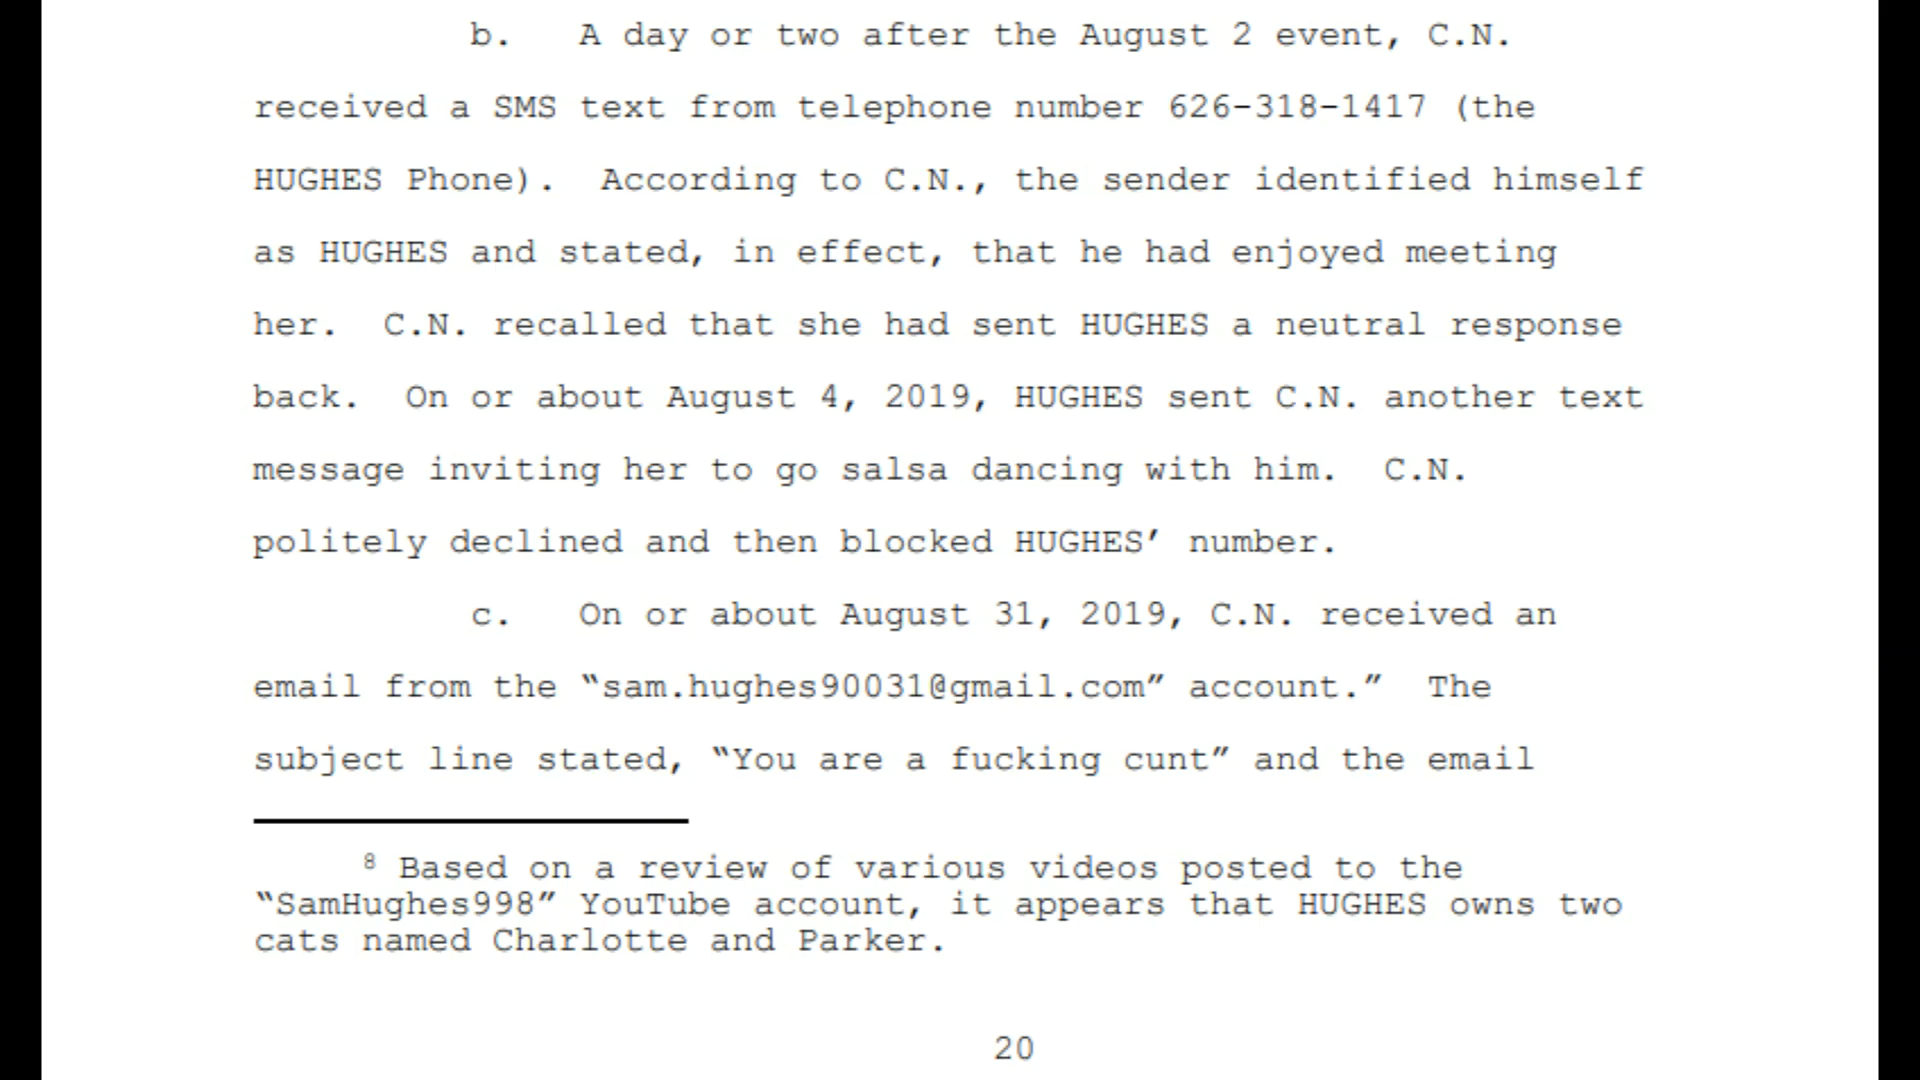 b. A day or two after the August 2 event, C.N.
received a SMS text from telephone number 626-318-1417 (the
HUGHES Phone). According to C.N., the sender identified himself
as HUGHES and stated, in effect, that he had enjoyed meeting
her. C.N. recalled that she had sent HUGHES a neutral response
back. On or about August 4, 2019, HUGHES sent C.N. another text
message inviting her to go salsa dancing with him. C.N.
politely declined and then blocked HUGHES’ number.
c. On or about August 31, 2019, C.N. received an
email from the “sam.hughes90031@gmail.com” account.” The
subject line stated, “You are a fucking cunt” and the email
8 Based on a review of various videos posted to the
“SamHughes998” YouTube account, it appears that HUGHES owns two
cats named Charlotte and Parker.
20